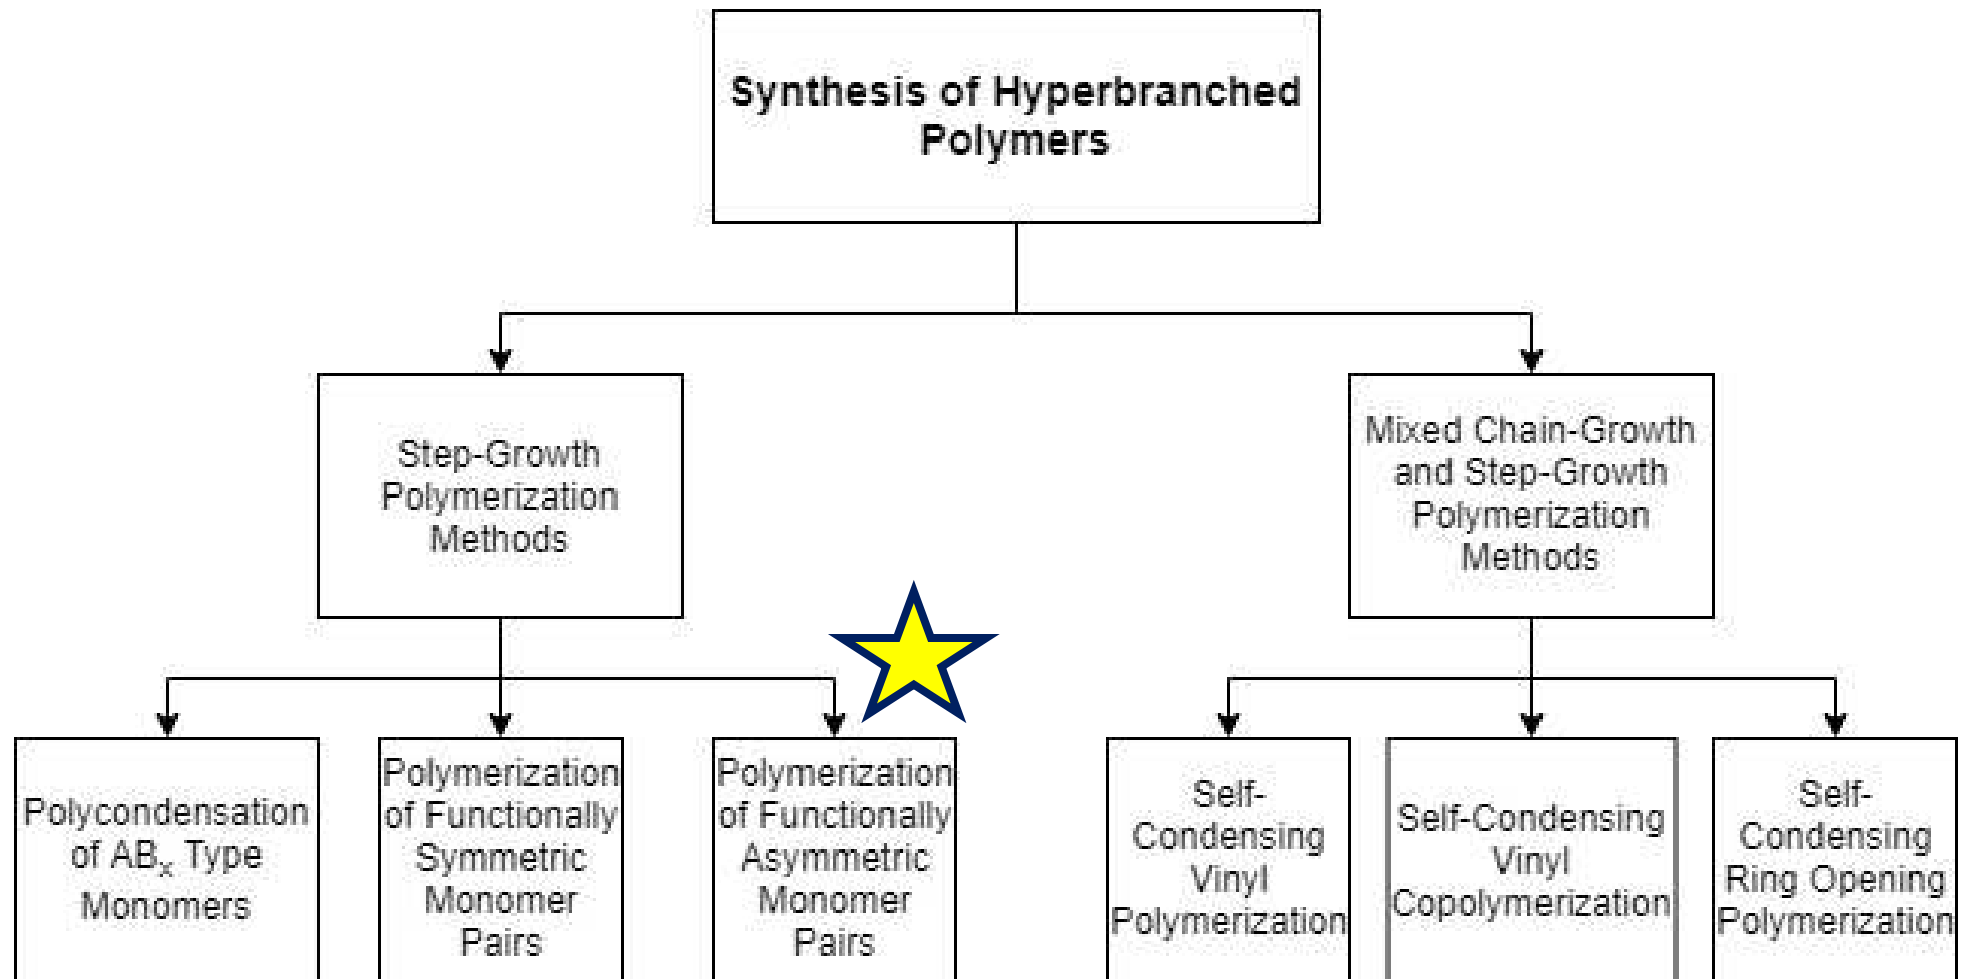 Synthesis of Hyperbranched
Polymers
Step-Growth
Polymerization
Methods
Mixed Chain-Growth
and Step-Growth
Polymerization
Methods
Polycondensation
of ABₓ Type
Monomers
Polymerization
of Functionally
Symmetric
Monomer
Pairs
Polymerization
of Functionally
Asymmetric
Monomer
Pairs
Self-
Condensing
Vinyl
Polymerization
Self-Condensing
Vinyl
Copolymerization
Self-
Condensing
Ring Opening
Polymerization